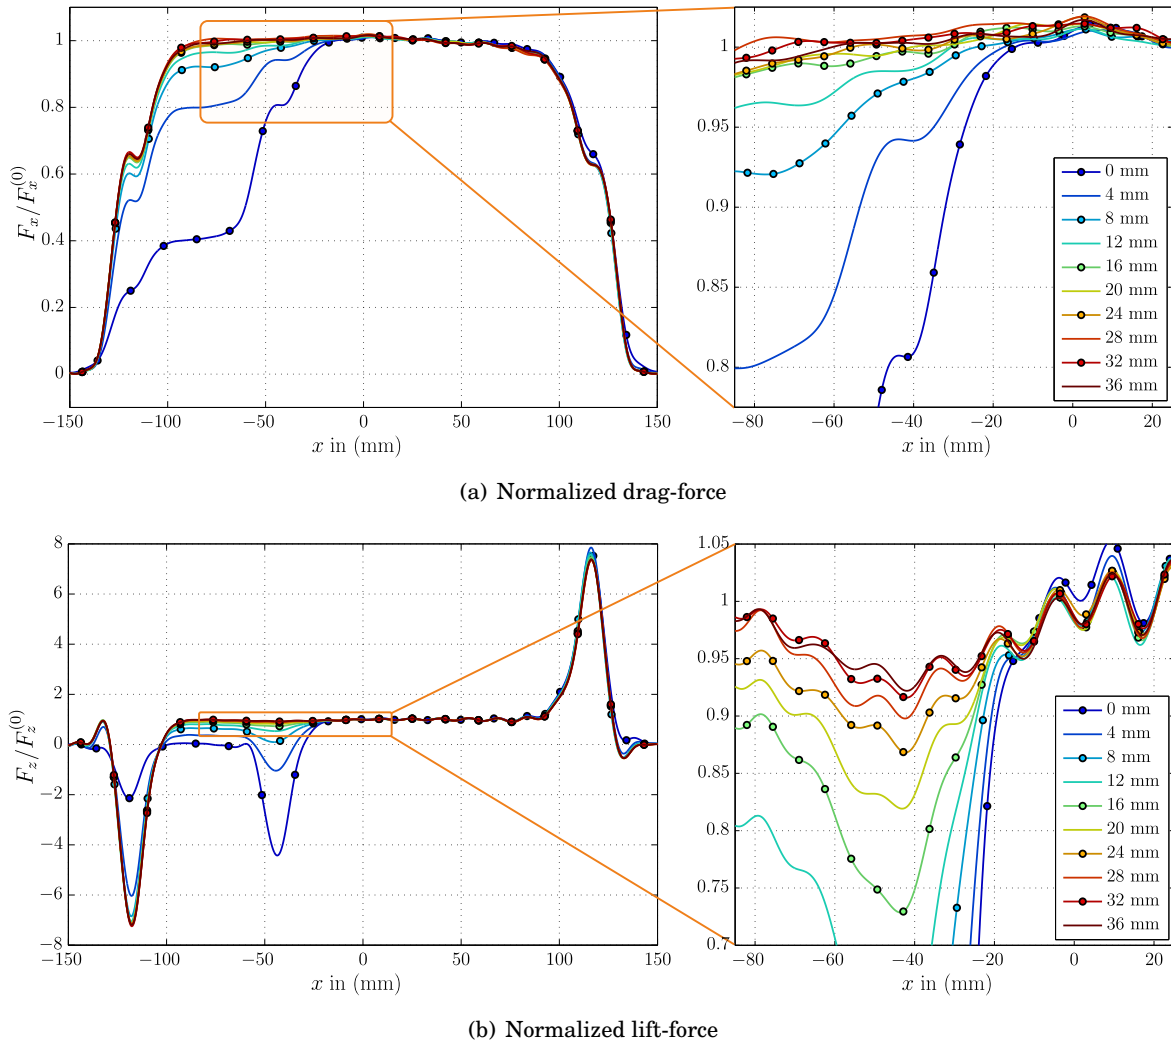 F_x/F_x^(0)
1
0.8
0.6
0.4
0.2
0
−150 −100 −50 0 50 100 150
x in (mm)
1
0.95
0.9
0.85
0.8
−80 −60 −40 −20 0 20
x in (mm)
0 mm
4 mm
8 mm
12 mm
16 mm
20 mm
24 mm
28 mm
32 mm
36 mm
(a) Normalized drag-force
F_z/F_z^(0)
8
6
4
2
0
−2
−4
−6
−8
−150 −100 −50 0 50 100 150
x in (mm)
1.05
1
0.95
0.9
0.85
0.8
0.75
0.7
−80 −60 −40 −20 0 20
x in (mm)
0 mm
4 mm
8 mm
12 mm
16 mm
20 mm
24 mm
28 mm
32 mm
36 mm
(b) Normalized lift-force